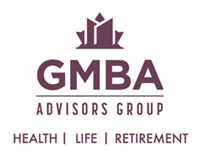 GMBA
ADVISORS GROUP
HEALTH | LIFE | RETIREMENT